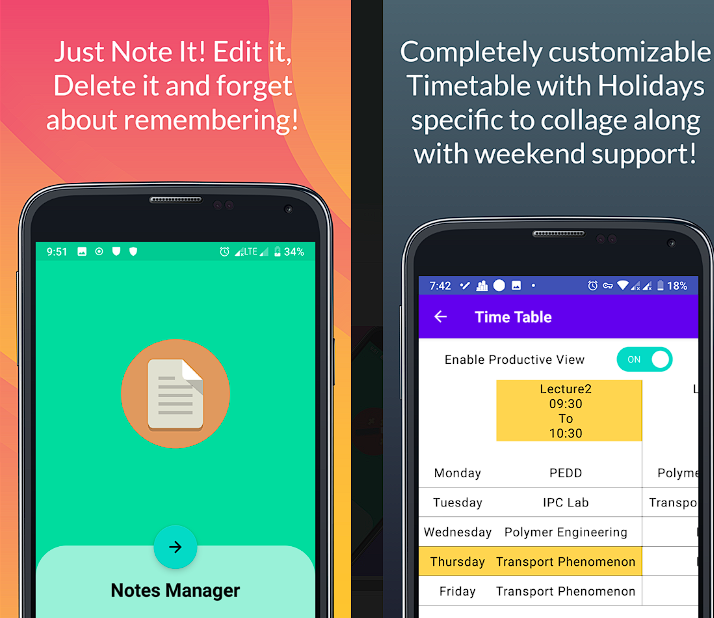 Just Note It! Edit it,
Delete it and forget
about remembering!
9:51
LTE 34%
Notes Manager
Completely customizable
Timetable with Holidays
specific to collage along
with weekend support!
7:42
18%
Time Table
Enable Productive View
ON
Lecture2
09:30
To
10:30
L
Monday PEDD Polyme
Tuesday IPC Lab Transpo
Wednesday Polymer Engineering
Thursday Transport Phenomenon
Friday Transport Phenomenon